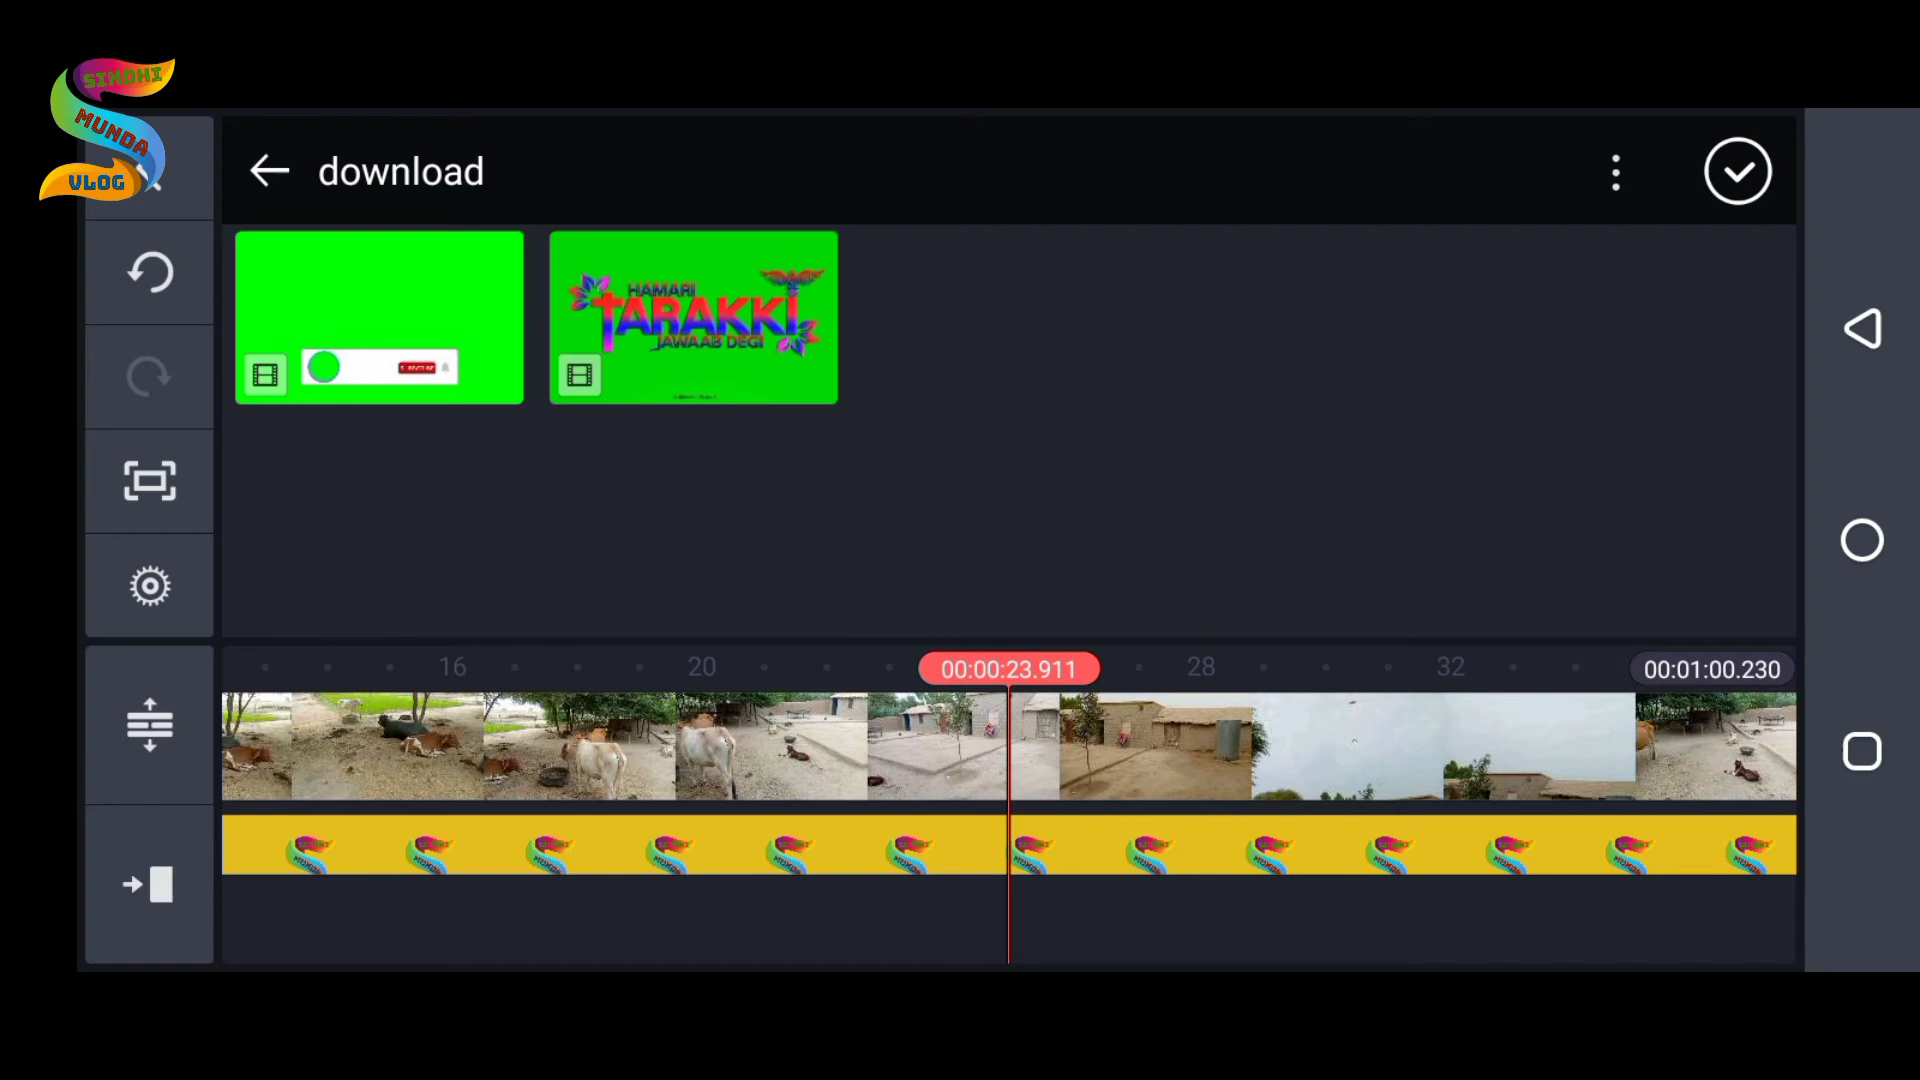 SINDHI
MUNDA
VLOG
download
HAMARI
TARAKKI
JAWAAB DEGI
16
20
00:00:23.911
28
32
00:01:00.230